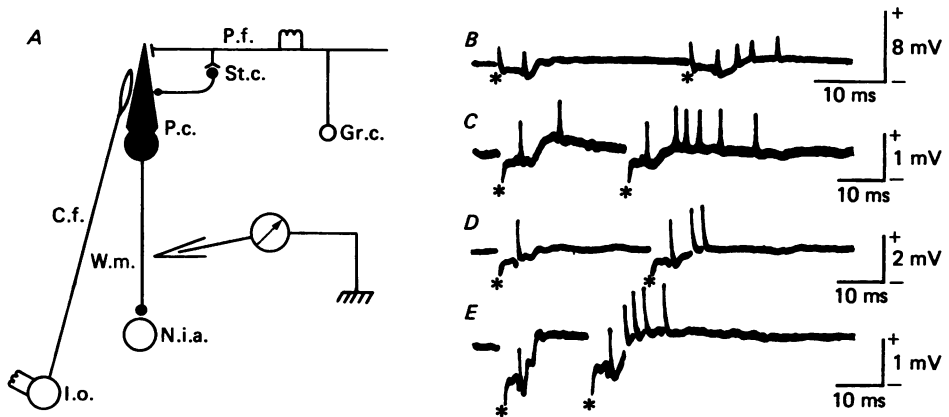 A
P.f.
St.c.
P.c.
Gr.c.
C.f.
W.m.
N.i.a.
I.o.
B
*
*
+
8 mV
−
10 ms
C
*
*
+
1 mV
−
10 ms
D
*
*
+
2 mV
−
10 ms
E
*
*
+
1 mV
−
10 ms